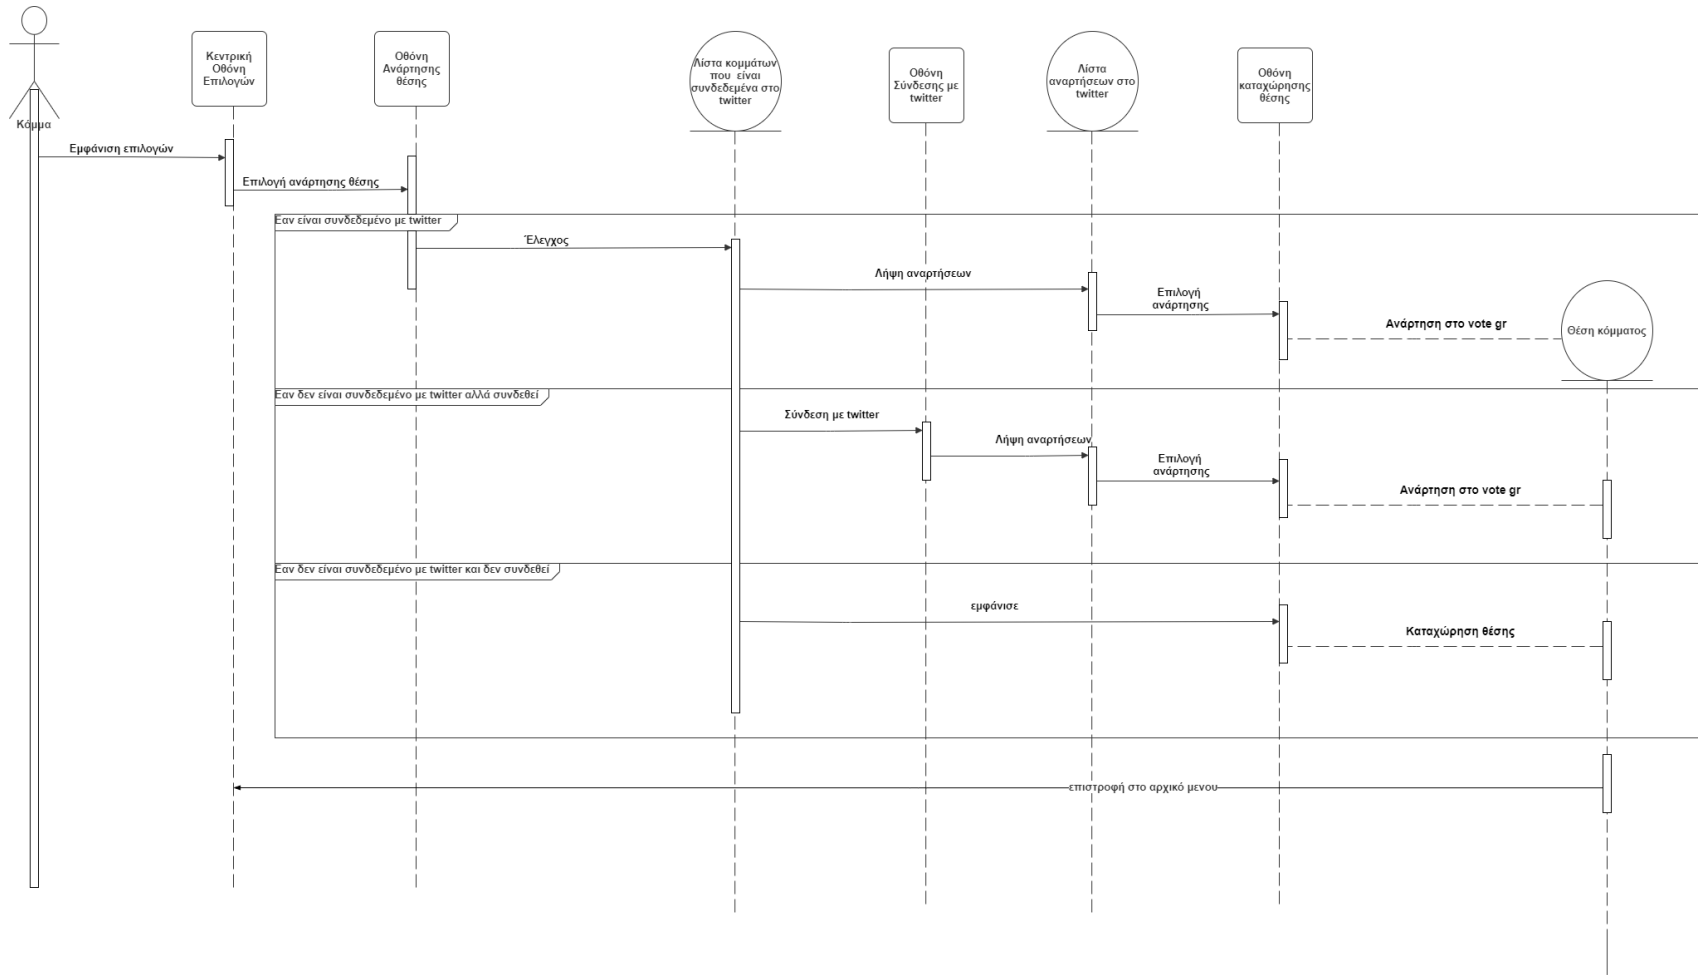 Κεντρική
Οθόνη
Επιλογών
Οθόνη
Ανάρτησης
θέσης
Λίστα κομμάτων
που είναι
συνδεδεμένα στο
twitter
Οθόνη
Σύνδεσης με
twitter
Λίστα
αναρτήσεων στο
twitter
Οθόνη
καταχώρησης
θέσης
Κόμμα
Εμφάνιση επιλογών
Επιλογή ανάρτησης θέσης
Εαν είναι συνδεδεμένο με twitter
Έλεγχος
Λήψη αναρτήσεων
Επιλογή
ανάρτησης
Ανάρτηση στο vote gr
Θέση κόμματος
Εαν δεν είναι συνδεδεμένο με twitter αλλά συνδεθεί
Σύνδεση με twitter
Λήψη αναρτήσεων
Επιλογή
ανάρτησης
Ανάρτηση στο vote gr
Εαν δεν είναι συνδεδεμένο με twitter και δεν συνδεθεί
εμφάνισε
Καταχώρηση θέσης
επιστροφή στο αρχικό μενου